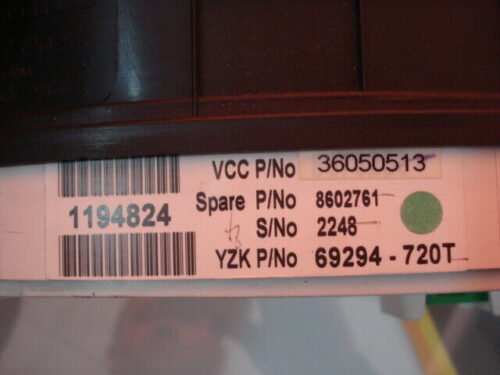 VCC P/No 36050513
1194824
Spare P/No 8602761
S/No 2248
YZK P/No 69294-720T